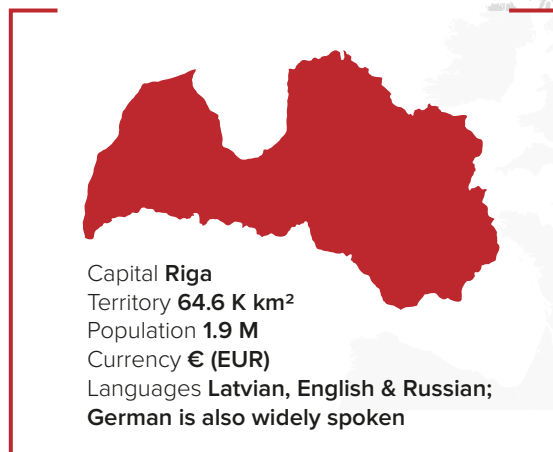 Capital Riga
Territory 64.6 K km²
Population 1.9 M
Currency € (EUR)
Languages Latvian, English & Russian;
German is also widely spoken